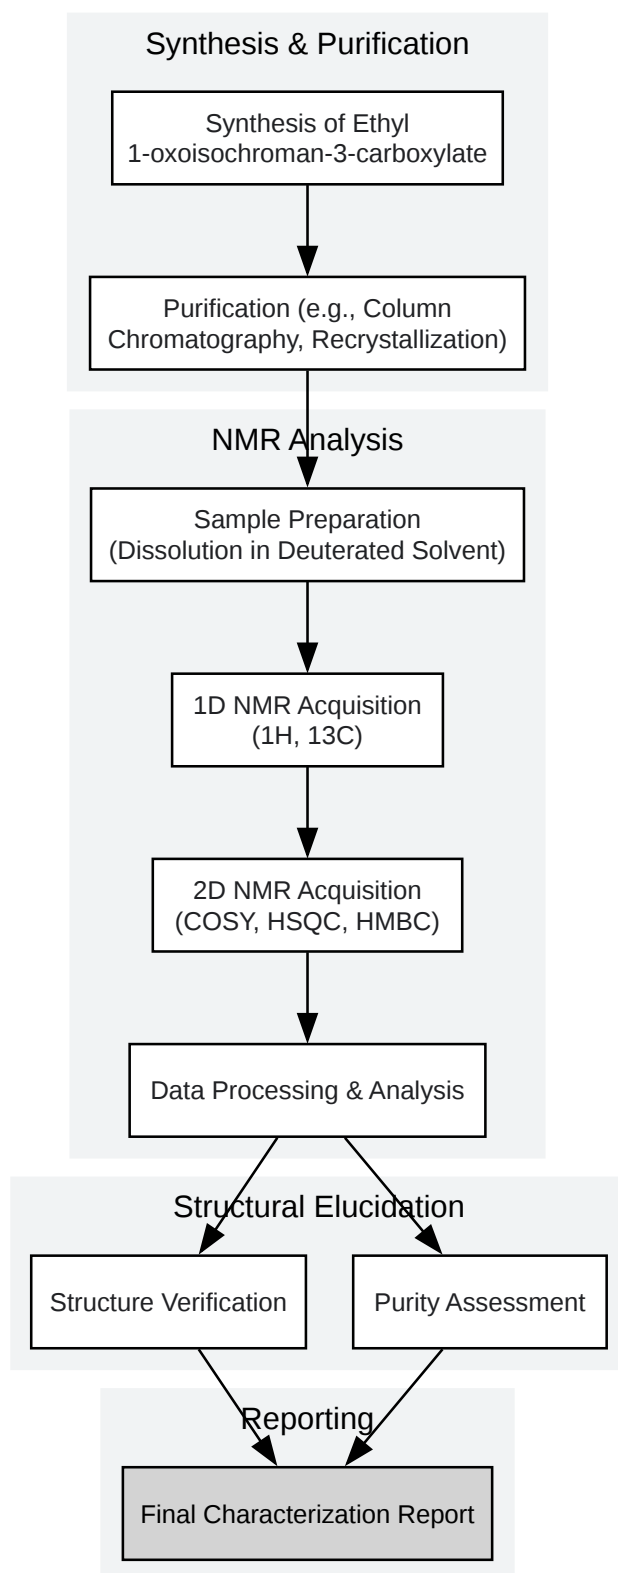 Synthesis & Purification
Synthesis of Ethyl
1-oxoisochroman-3-carboxylate
Purification (e.g., Column
Chromatography, Recrystallization)
NMR Analysis
Sample Preparation
(Dissolution in Deuterated Solvent)
1D NMR Acquisition
(1H, 13C)
2D NMR Acquisition
(COSY, HSQC, HMBC)
Data Processing & Analysis
Structural Elucidation
Structure Verification
Purity Assessment
Reporting
Final Characterization Report